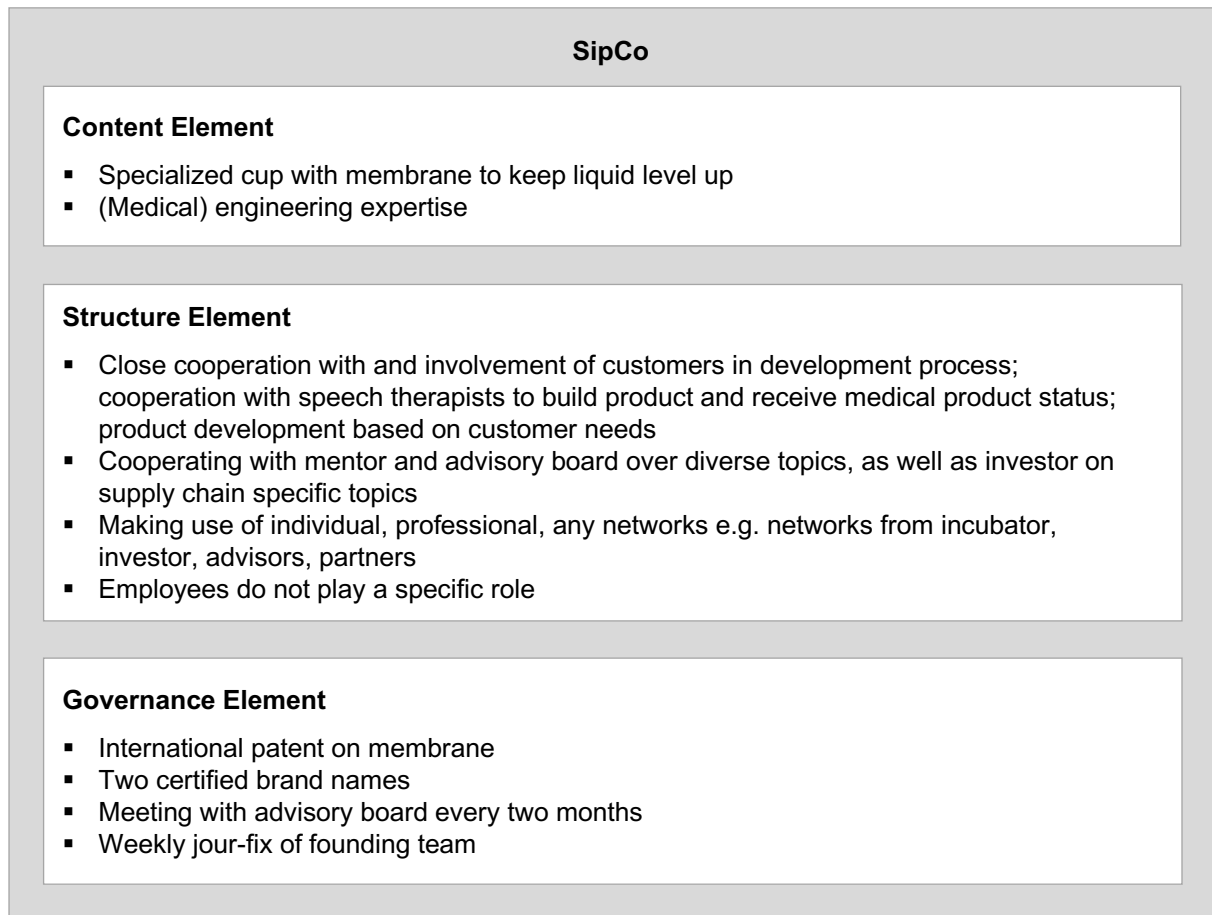 SipCo
Content Element
▪ Specialized cup with membrane to keep liquid level up
▪ (Medical) engineering expertise
Structure Element
▪ Close cooperation with and involvement of customers in development process;
cooperation with speech therapists to build product and receive medical product status;
product development based on customer needs
▪ Cooperating with mentor and advisory board over diverse topics, as well as investor on
supply chain specific topics
▪ Making use of individual, professional, any networks e.g. networks from incubator,
investor, advisors, partners
▪ Employees do not play a specific role
Governance Element
▪ International patent on membrane
▪ Two certified brand names
▪ Meeting with advisory board every two months
▪ Weekly jour-fix of founding team